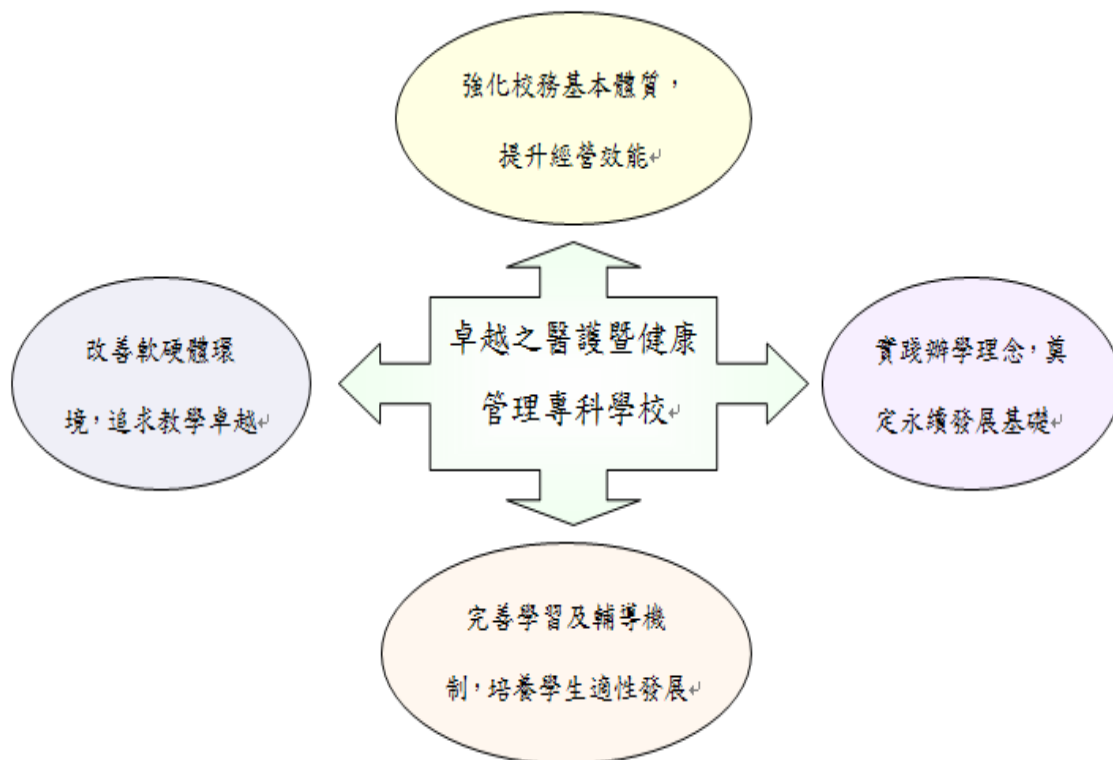 強化校務基本體質，
提升經營效能
卓越之醫護暨健康
管理專科學校
改善軟硬體環
境，追求教學卓越
實踐辦學理念，奠
定永續發展基礎
完善學習及輔導機
制，培養學生適性發展